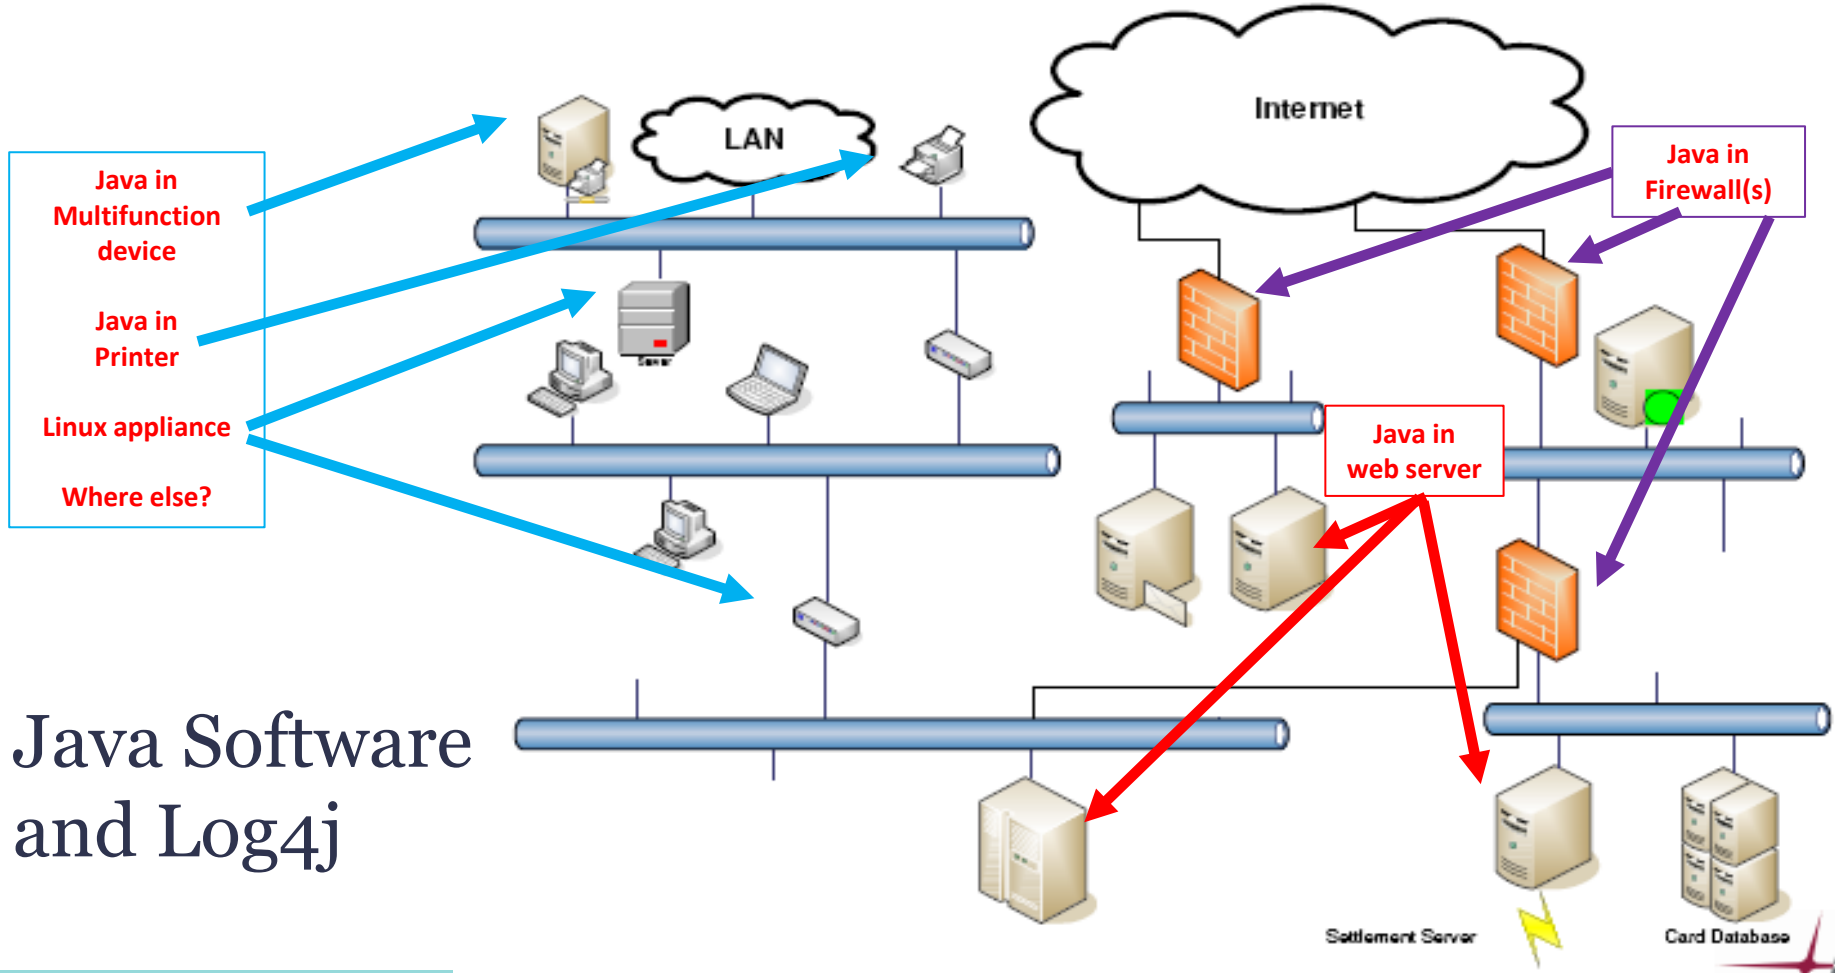 Internet
LAN
Java in
Firewall(s)
Java in
Multifunction
device
Java in
Printer
Linux appliance
Where else?
Server
Java in
web server
Java Software
and Log4j
Settlement Server
Card Database